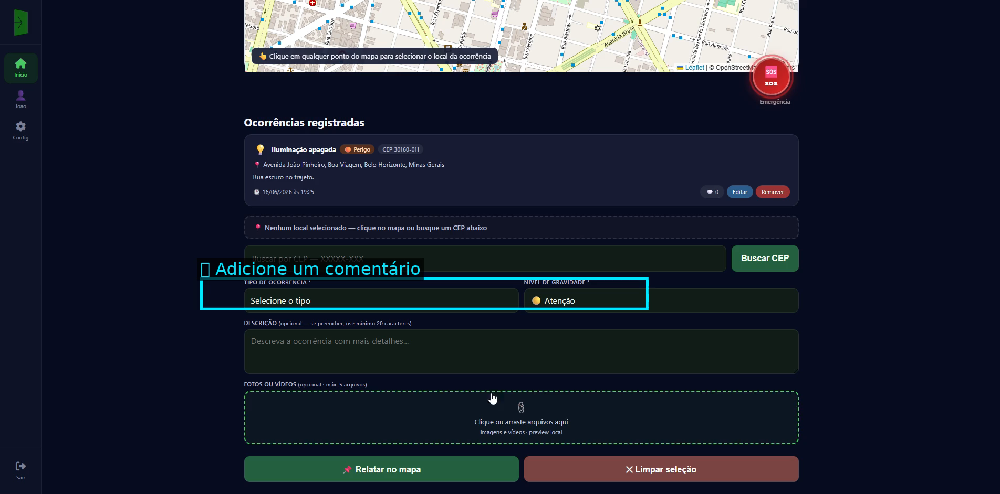 Peixoto
Rua Curitiba
Rua Espírito
Bahia
Rua Sergipe
Rua Alagoas
Avenida Brasil
Savassi
Paraíba
Avenida Bernardo Monteiro
Rua Aimorés
Rua Piauí
Rua Ce
eará
Rua do
👆 Clique em qualquer ponto do mapa para selecionar o local da ocorrência
Leaflet | © OpenStreetMa
rs
SOS
SOS
Emergência
Início
Joao
Config
Sair
Ocorrências registradas
Iluminação apagada Perigo CEP 30160-011
Avenida João Pinheiro, Boa Viagem, Belo Horizonte, Minas Gerais
Rua escuro no trajeto.
16/06/2026 às 19:25
0 Editar Remover
Nenhum local selecionado — clique no mapa ou busque um CEP abaixo
Buscar por CEP — XXXXX-XXX
Buscar CEP
Adicione um comentário
TIPO DE OCORRÊNCIA *
NÍVEL DE GRAVIDADE *
Selecione o tipo
Atenção
DESCRIÇÃO (opcional — se preencher, use mínimo 20 caracteres)
Descreva a ocorrência com mais detalhes...
FOTOS OU VÍDEOS (opcional · máx. 5 arquivos)
Clique ou arraste arquivos aqui
Imagens e vídeos · preview local
Relatar no mapa
Limpar seleção